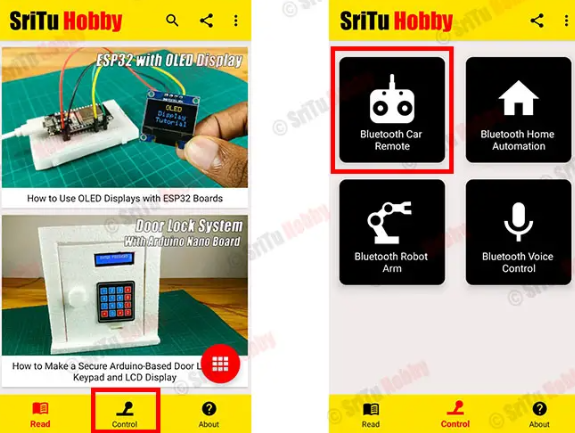 SriTu Hobby
ESP32 with OLED Display
OLED
Display
Tutorial
How to Use OLED Displays with ESP32 Boards
Door Lock System
With Arduino Nano Board
How to Make a Secure Arduino-Based Door L
Keypad and LCD Display
Read
Control
About
SriTu Hobby
Bluetooth Car
Remote
Bluetooth Home
Automation
Bluetooth Robot
Arm
Bluetooth Voice
Control
Read
Control
About
© SriTu Hobby